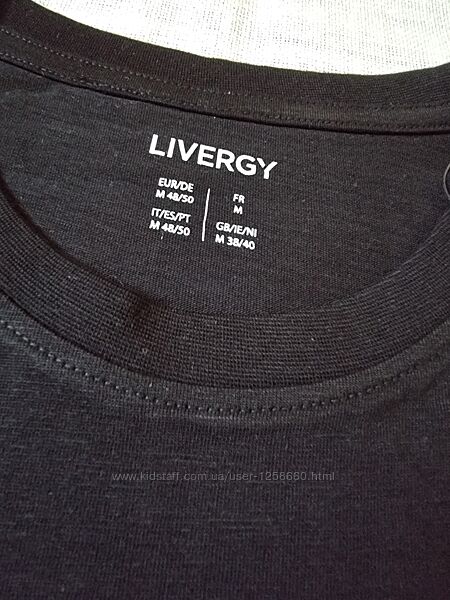 LIVERGY
EUR/DE
M 48/50
IT/ES/PT
M 48/50
FR
M
GB/IE/NI
M 38/40
www.kidstaff.com.ua/user-1258660.html